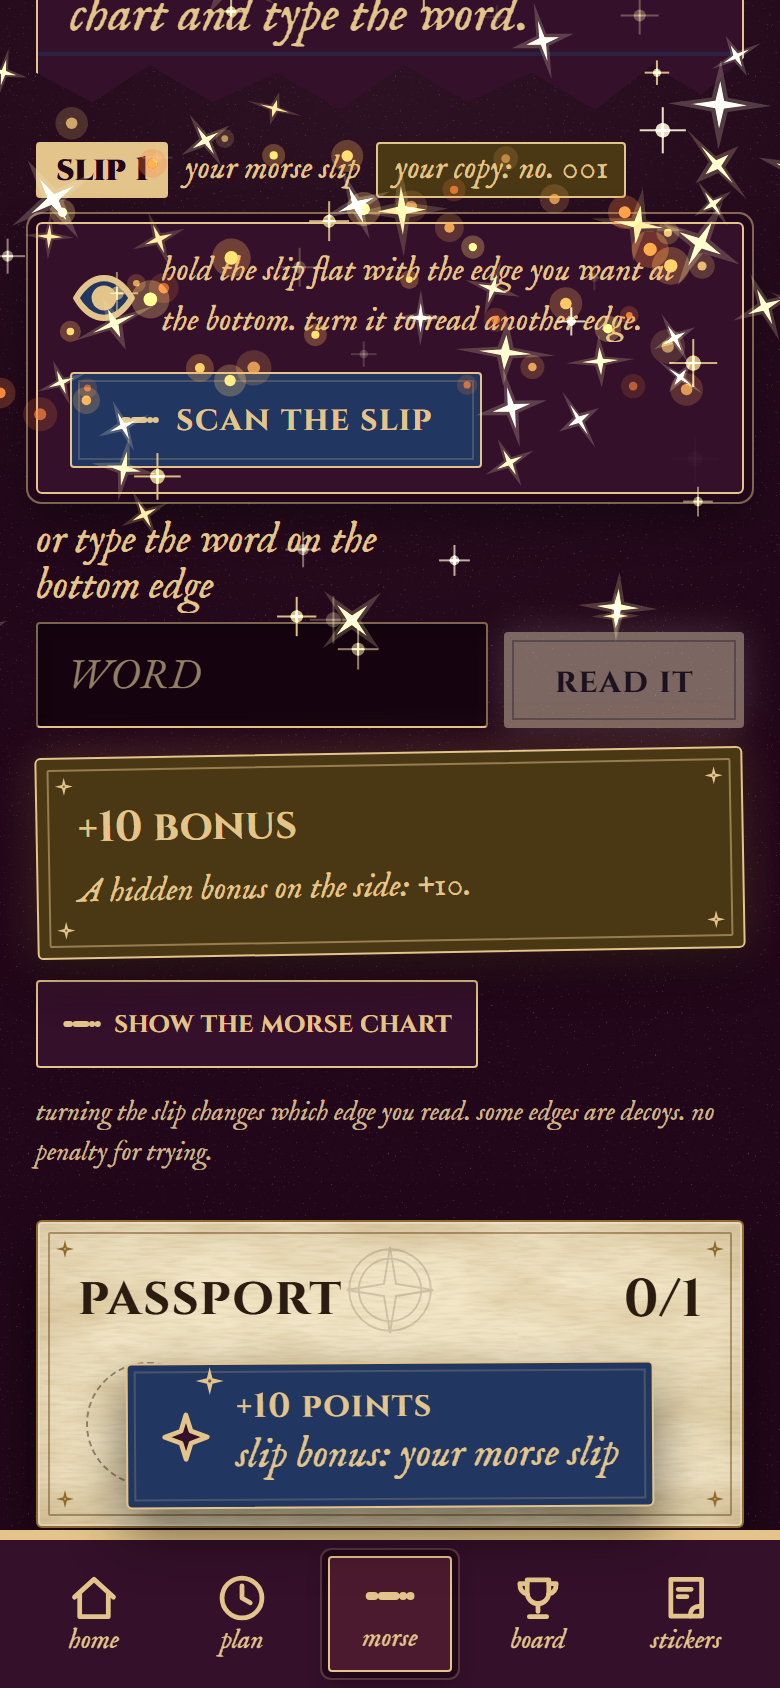 chart and type the word.
SLIP 1 your morse slip your copy: no. 001
hold the slip flat with the edge you want at
the bottom. turn it to read another edge.
SCAN THE SLIP
or type the word on the
bottom edge
WORD
READ IT
+10 BONUS
A hidden bonus on the side: +10.
SHOW THE MORSE CHART
turning the slip changes which edge you read. some edges are decoys. no
penalty for trying.
PASSPORT 0/1
+10 POINTS
slip bonus: your morse slip
home plan morse board stickers